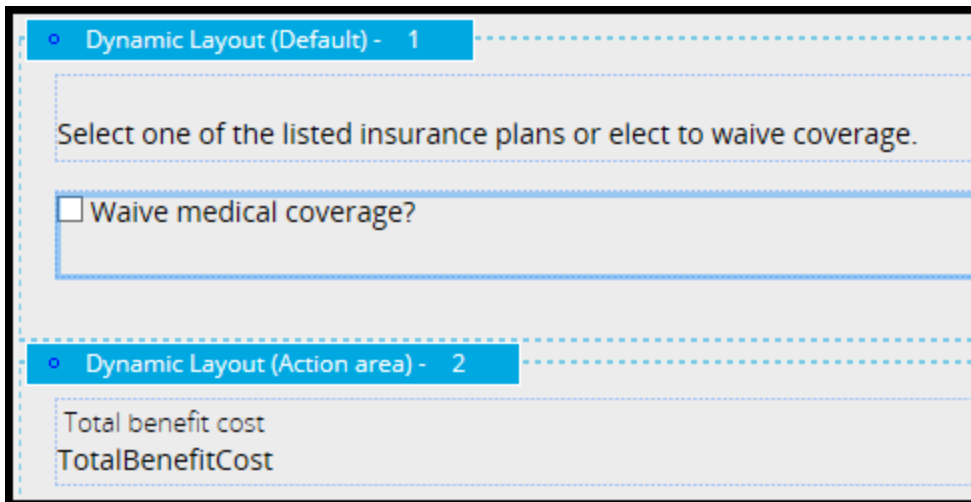 Dynamic Layout (Default) - 1
Select one of the listed insurance plans or elect to waive coverage.
Waive medical coverage?
Dynamic Layout (Action area) - 2
Total benefit cost
TotalBenefitCost